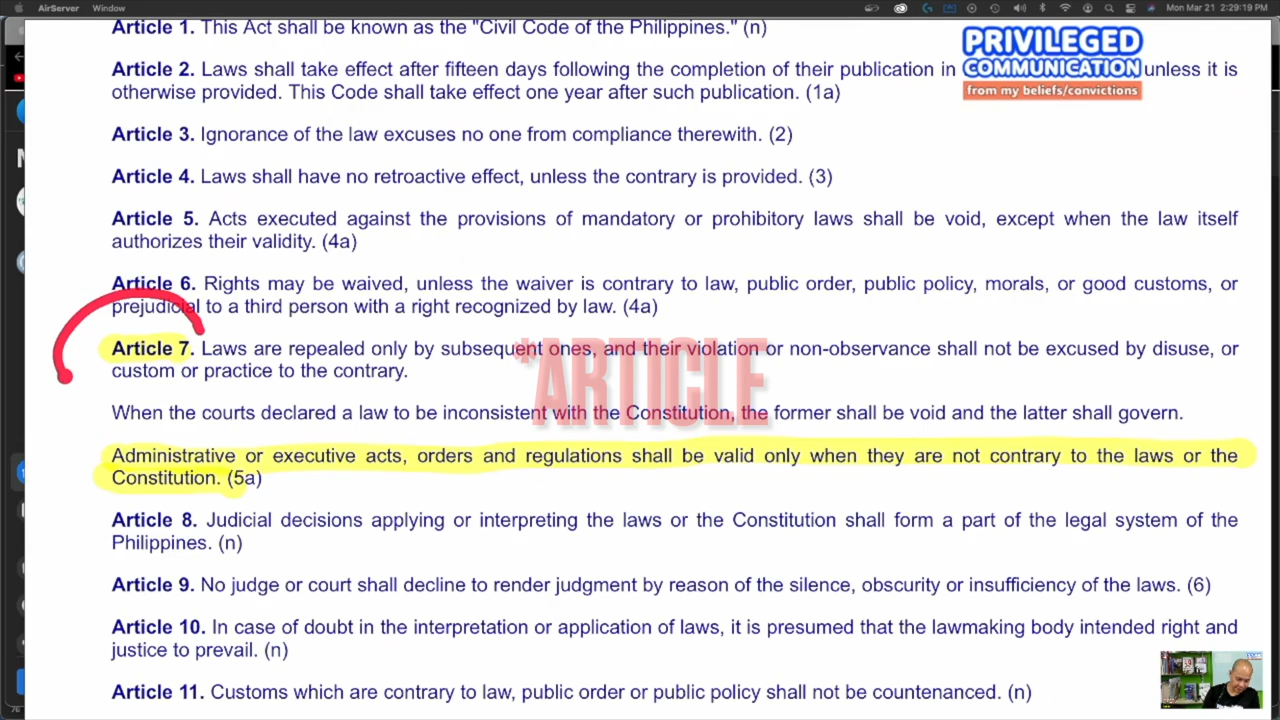 AirServer Window Mon Mar 21 2:29:19 PM
Article 1. This Act shall be known as the "Civil Code of the Philippines." (n)
PRIVILEGED
COMMUNICATION
from my beliefs/convictions
Article 2. Laws shall take effect after fifteen days following the completion of their publication in unless it is
otherwise provided. This Code shall take effect one year after such publication. (1a)
Article 3. Ignorance of the law excuses no one from compliance therewith. (2)
Article 4. Laws shall have no retroactive effect, unless the contrary is provided. (3)
Article 5. Acts executed against the provisions of mandatory or prohibitory laws shall be void, except when the law itself
authorizes their validity. (4a)
Article 6. Rights may be waived, unless the waiver is contrary to law, public order, public policy, morals, or good customs, or
prejudicial to a third person with a right recognized by law. (4a)
Article 7. Laws are repealed only by subsequent ones, and their violation or non-observance shall not be excused by disuse, or
custom or practice to the contrary.
*ARTICLE
When the courts declared a law to be inconsistent with the Constitution, the former shall be void and the latter shall govern.
Administrative or executive acts, orders and regulations shall be valid only when they are not contrary to the laws or the
Constitution. (5a)
Article 8. Judicial decisions applying or interpreting the laws or the Constitution shall form a part of the legal system of the
Philippines. (n)
Article 9. No judge or court shall decline to render judgment by reason of the silence, obscurity or insufficiency of the laws. (6)
Article 10. In case of doubt in the interpretation or application of laws, it is presumed that the lawmaking body intended right and
justice to prevail. (n)
Article 11. Customs which are contrary to law, public order or public policy shall not be countenanced. (n)